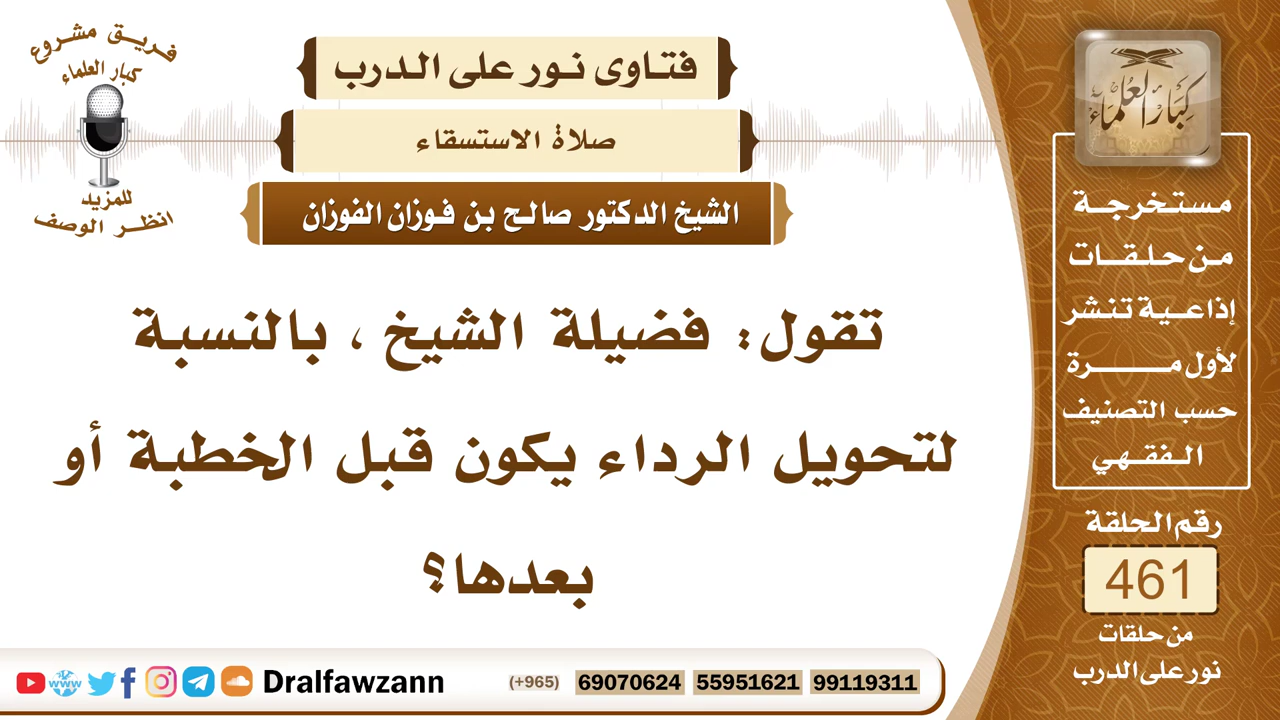 فريق مشروع
كبار العلماء
للمزيد
انظر الوصف
فتاوى نور على الدرب
صلاة الاستسقاء
الشيخ الدكتور صالح بن فوزان الفوزان
تقول: فضيلة الشيخ ، بالنسبة
لتحويل الرداء يكون قبل الخطبة أو
بعدها؟
كبار العلماء
مستخرجة
من حلقات
إذاعية تنشر
لأول مرة
حسب التصنيف
الفقهي
رقم الحلقة
461
من حلقات
نور على الدرب
www Dralfawzann (+965) 69070624 55951621 99119311